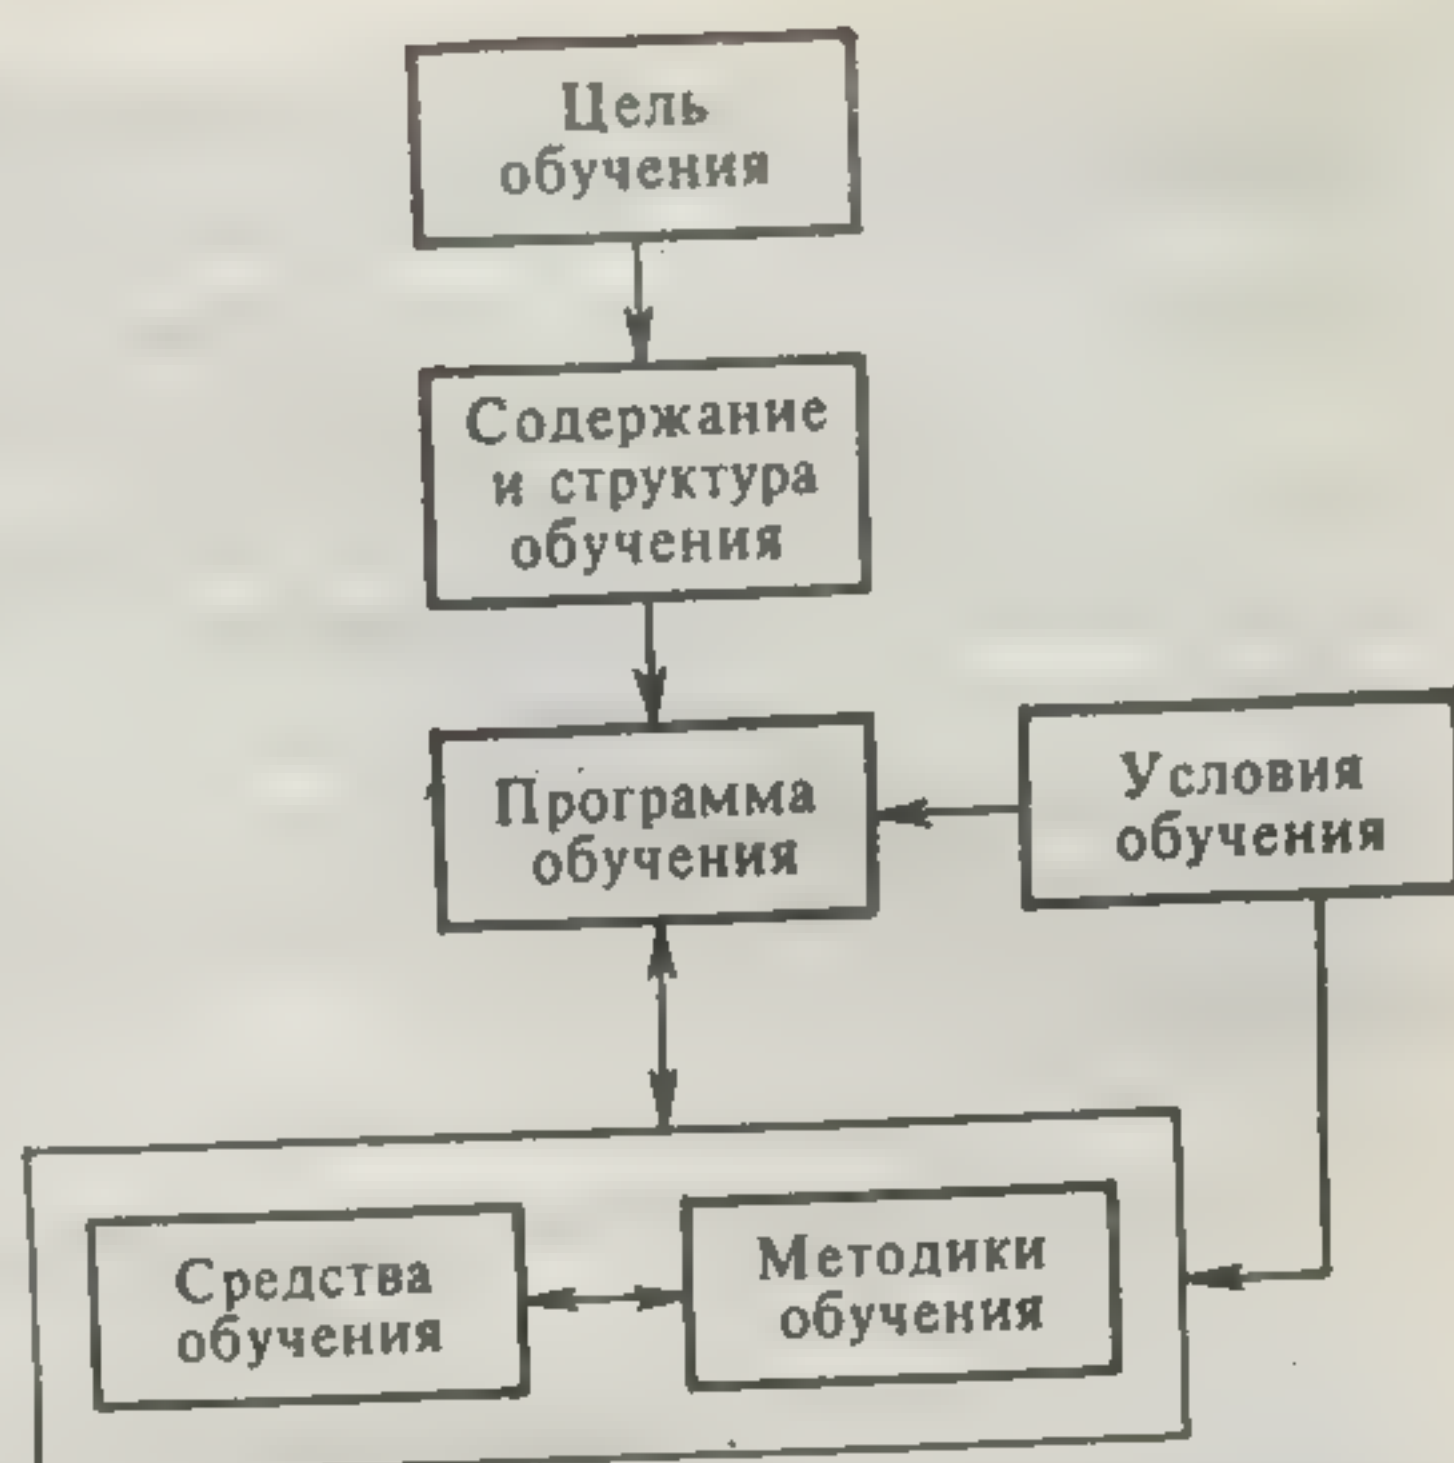 Цель
обучения
Содержание
и структура
обучения
Программа
обучения
Условия
обучения
Средства
обучения
Методики
обучения